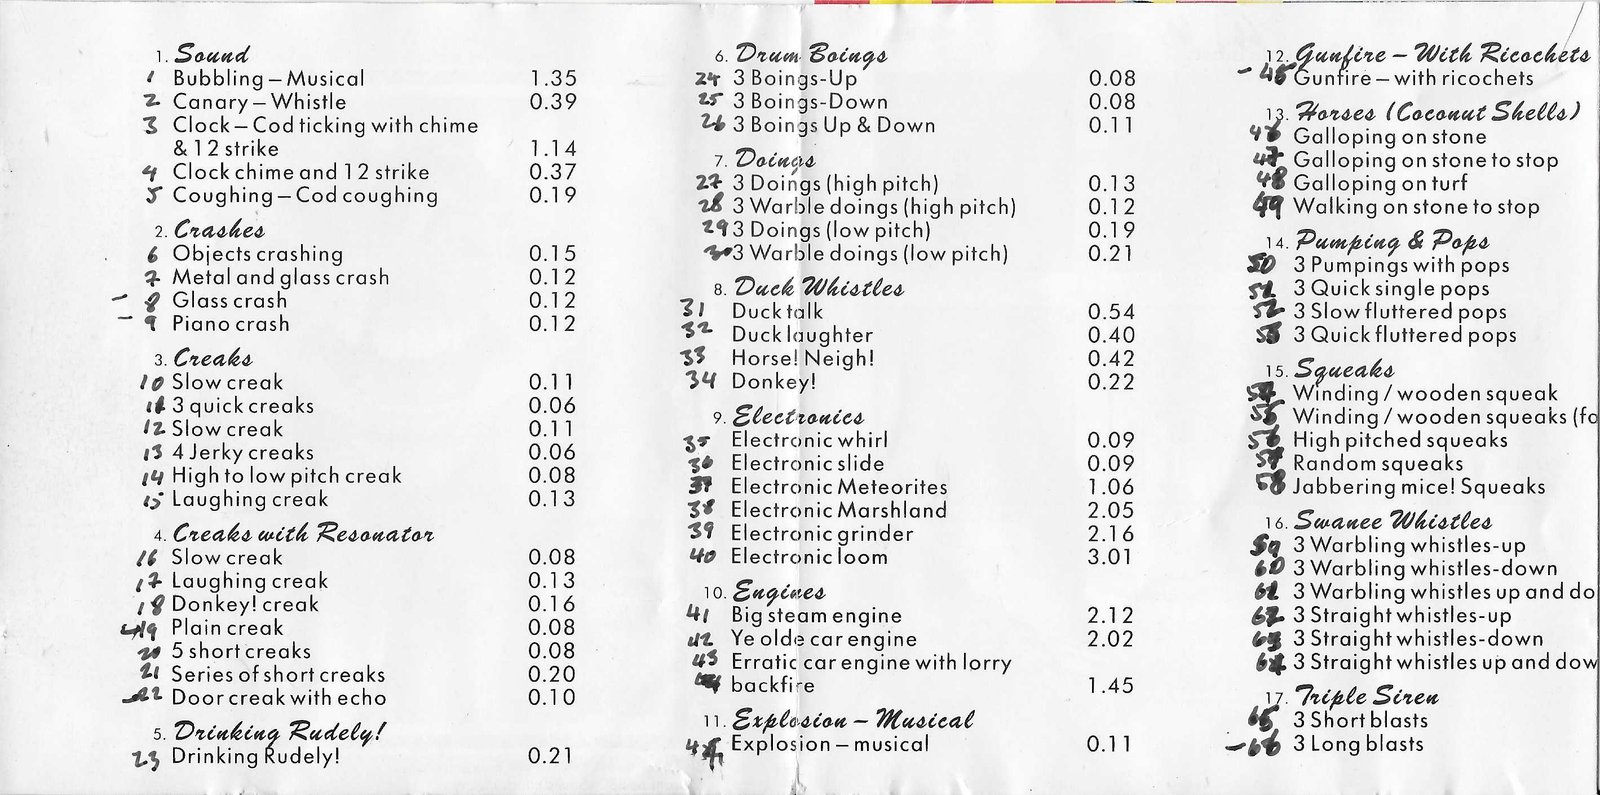 1. Sound
1 Bubbling – Musical 1.35
2 Canary – Whistle 0.39
3 Clock – Cod ticking with chime
& 12 strike 1.14
4 Clock chime and 12 strike 0.37
5 Coughing – Cod coughing 0.19
2. Crashes
6 Objects crashing 0.15
7 Metal and glass crash 0.12
– 8 Glass crash 0.12
– 9 Piano crash 0.12
3. Creaks
10 Slow creak 0.11
11 3 quick creaks 0.06
12 Slow creak 0.11
13 4 Jerky creaks 0.06
14 High to low pitch creak 0.08
15 Laughing creak 0.13
4. Creaks with Resonator
16 Slow creak 0.08
17 Laughing creak 0.13
18 Donkey! creak 0.16
– 19 Plain creak 0.08
20 5 short creaks 0.08
21 Series of short creaks 0.20
– 22 Door creak with echo 0.10
5. Drinking Rudely!
23 Drinking Rudely! 0.21
6. Drum Boings
24 3 Boings-Up 0.08
25 3 Boings-Down 0.08
26 3 Boings Up & Down 0.11
7. Doings
27 3 Doings (high pitch) 0.13
28 3 Warble doings (high pitch) 0.12
29 3 Doings (low pitch) 0.19
30 3 Warble doings (low pitch) 0.21
8. Duck Whistles
31 Duck talk 0.54
32 Duck laughter 0.40
33 Horse! Neigh! 0.42
34 Donkey! 0.22
9. Electronics
35 Electronic whirl 0.09
36 Electronic slide 0.09
37 Electronic Meteorites 1.06
38 Electronic Marshland 2.05
39 Electronic grinder 2.16
40 Electronic loom 3.01
10. Engines
41 Big steam engine 2.12
42 Ye olde car engine 2.02
43 Erratic car engine with lorry
backfire 1.45
11. Explosion – Musical
44 Explosion – musical 0.11
12. Gunfire – With Ricochets
– 45 Gunfire – with ricochets
13. Horses (Coconut Shells)
46 Galloping on stone
47 Galloping on stone to stop
48 Galloping on turf
49 Walking on stone to stop
14. Pumping & Pops
50 3 Pumpings with pops
51 3 Quick single pops
52 3 Slow fluttered pops
53 3 Quick fluttered pops
15. Squeaks
54 Winding / wooden squeak
55 Winding / wooden squeaks (fo
56 High pitched squeaks
57 Random squeaks
58 Jabbering mice! Squeaks
16. Swanee Whistles
59 3 Warbling whistles-up
60 3 Warbling whistles-down
61 3 Warbling whistles up and do
62 3 Straight whistles-up
63 3 Straight whistles-down
64 3 Straight whistles up and dow
17. Triple Siren
65 3 Short blasts
– 66 3 Long blasts